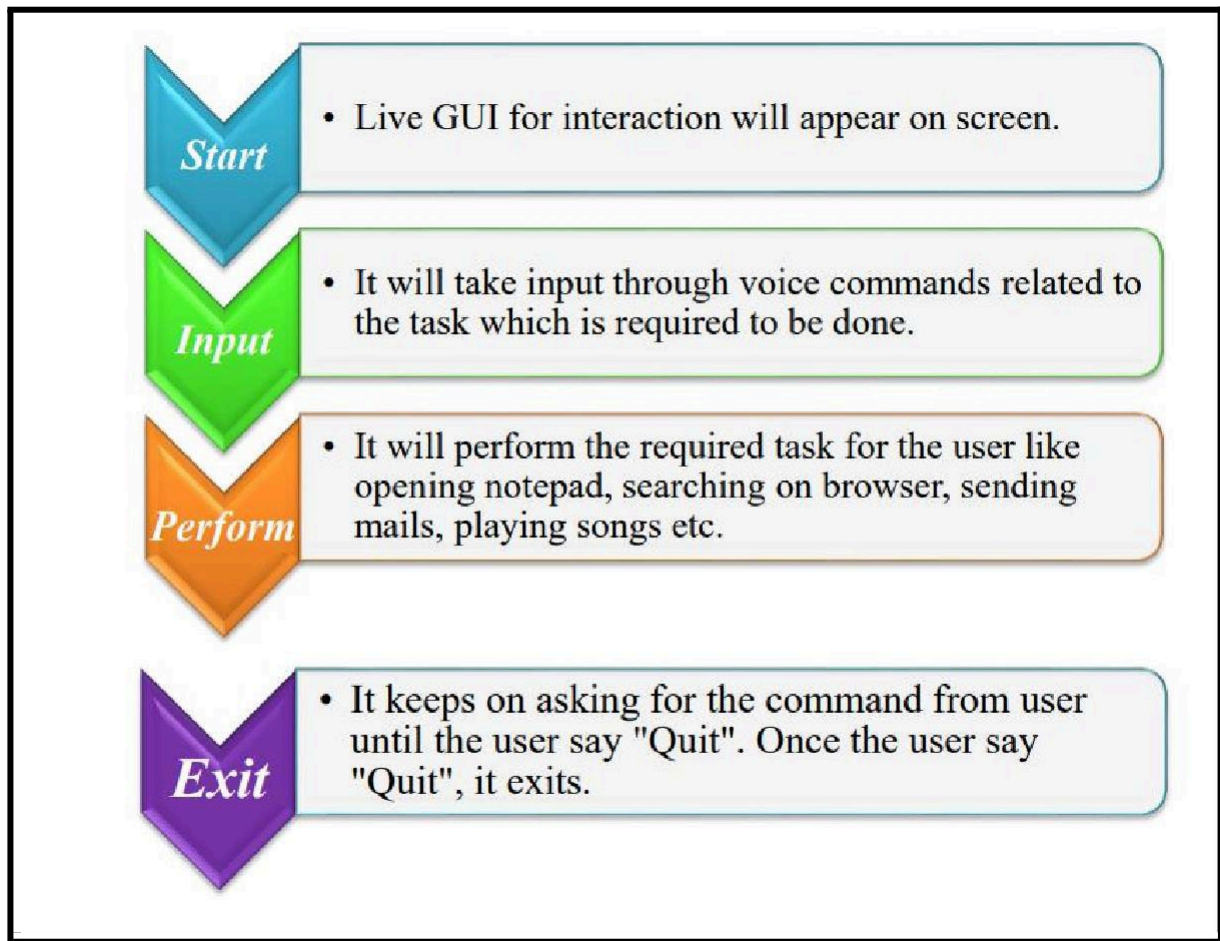 Start
• Live GUI for interaction will appear on screen.
Input
• It will take input through voice commands related to
the task which is required to be done.
Perform
• It will perform the required task for the user like
opening notepad, searching on browser, sending
mails, playing songs etc.
Exit
• It keeps on asking for the command from user
until the user say "Quit". Once the user say
"Quit", it exits.